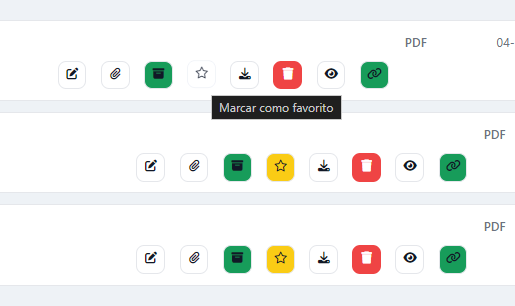 PDF 04-
Marcar como favorito
PDF
PDF